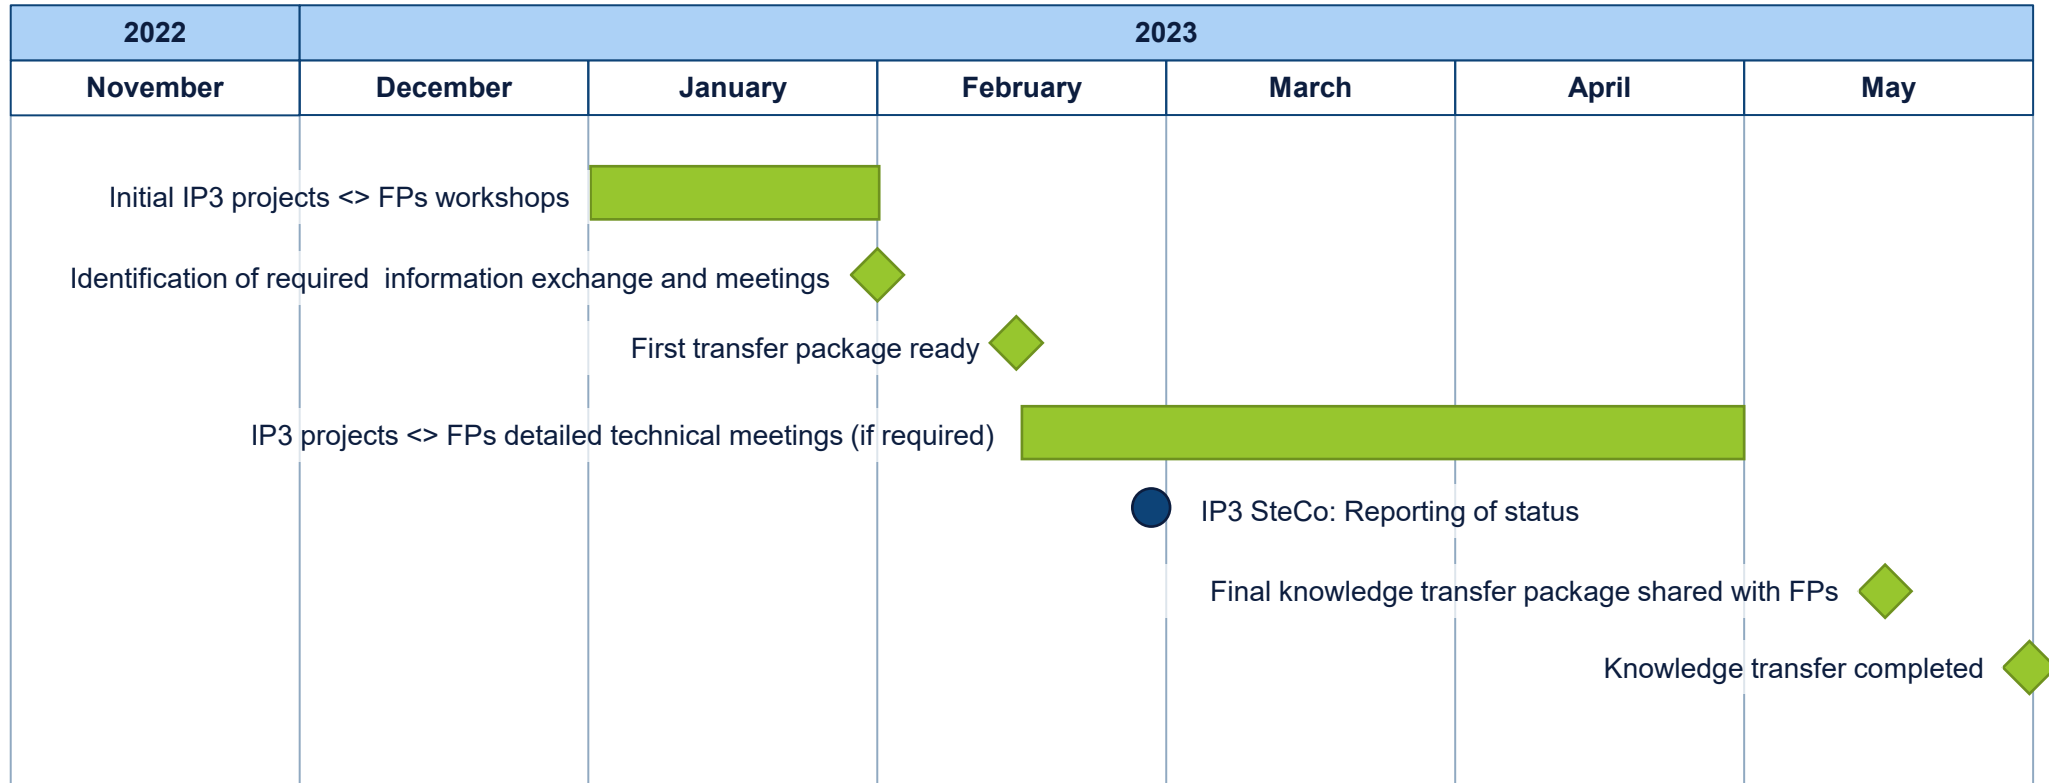 2022 2023
November December January February March April May
Initial IP3 projects <> FPs workshops
Identification of required  information exchange and meetings
First transfer package ready
IP3 projects <> FPs detailed technical meetings (if required)
IP3 SteCo: Reporting of status
Final knowledge transfer package shared with FPs
Knowledge transfer completed